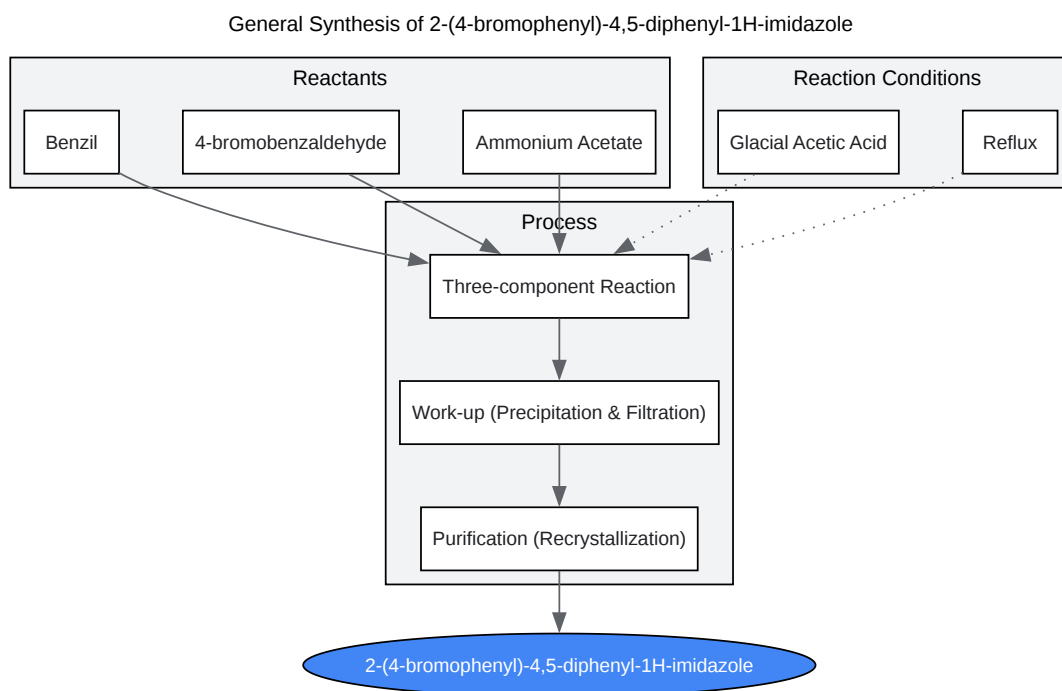 General Synthesis of 2-(4-bromophenyl)-4,5-diphenyl-1H-imidazole
Reactants
Reaction Conditions
Benzil
4-bromobenzaldehyde
Ammonium Acetate
Glacial Acetic Acid
Reflux
Process
Three-component Reaction
Work-up (Precipitation & Filtration)
Purification (Recrystallization)
2-(4-bromophenyl)-4,5-diphenyl-1H-imidazole